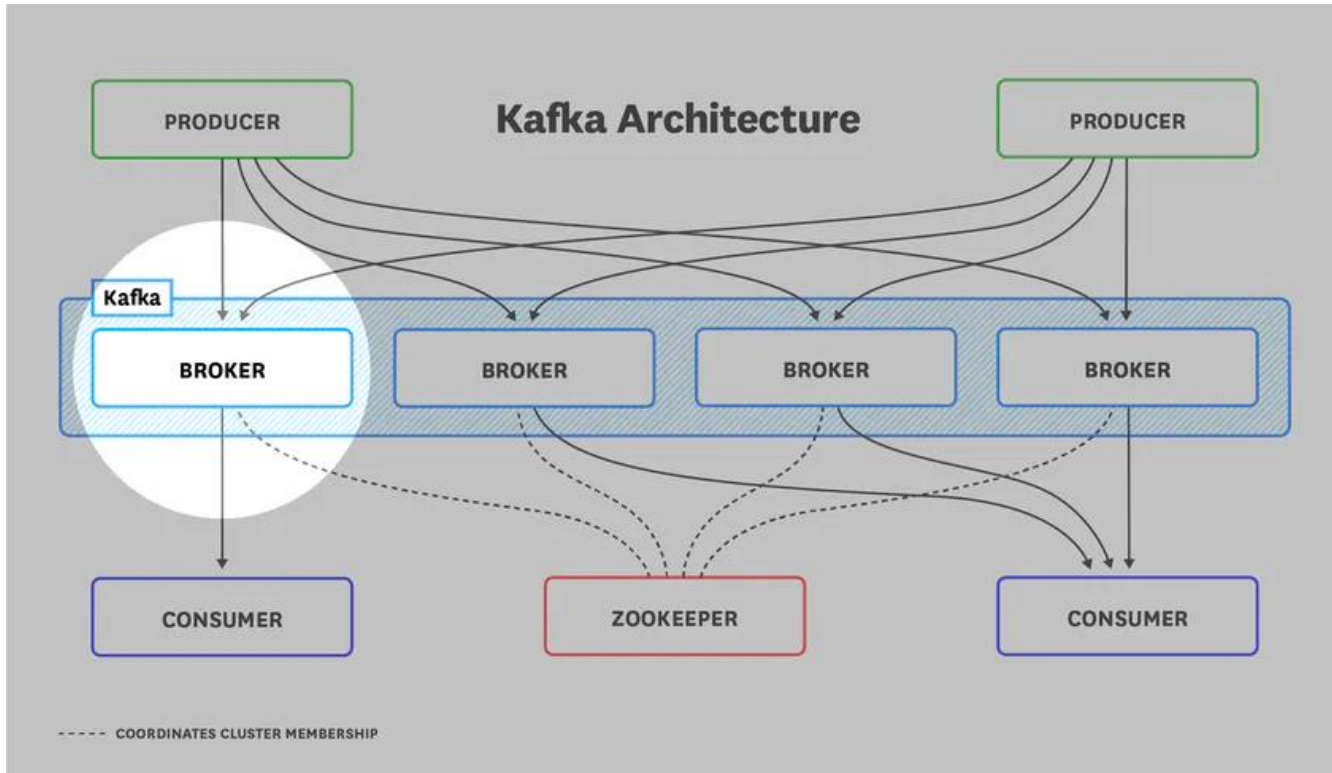 Kafka Architecture
PRODUCER
PRODUCER
Kafka
BROKER
BROKER
BROKER
BROKER
CONSUMER
ZOOKEEPER
CONSUMER
COORDINATES CLUSTER MEMBERSHIP